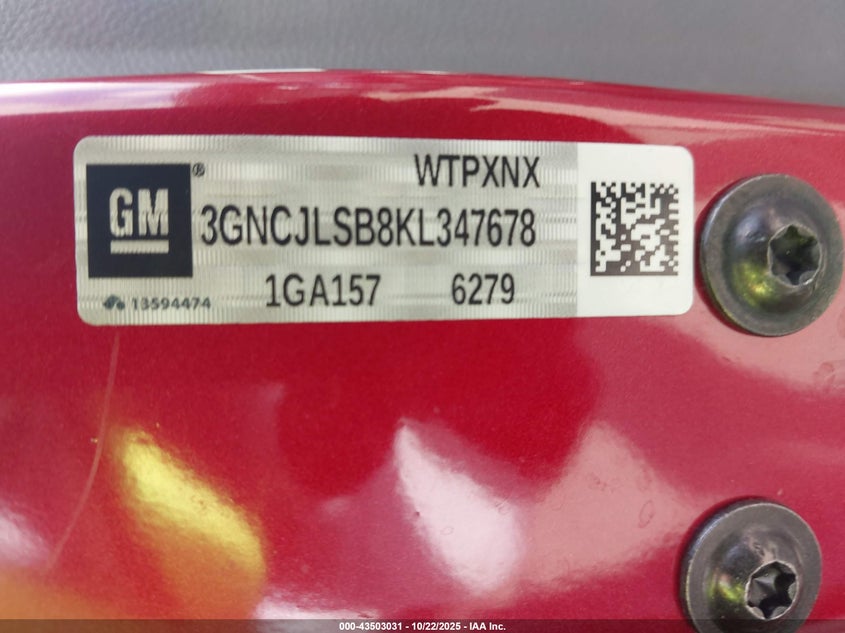 WTPXNX
GM®
3GNCJLSB8KL347678
1GA157 6279
13594474
000-43503031 - 10/22/2025 - IAA Inc.